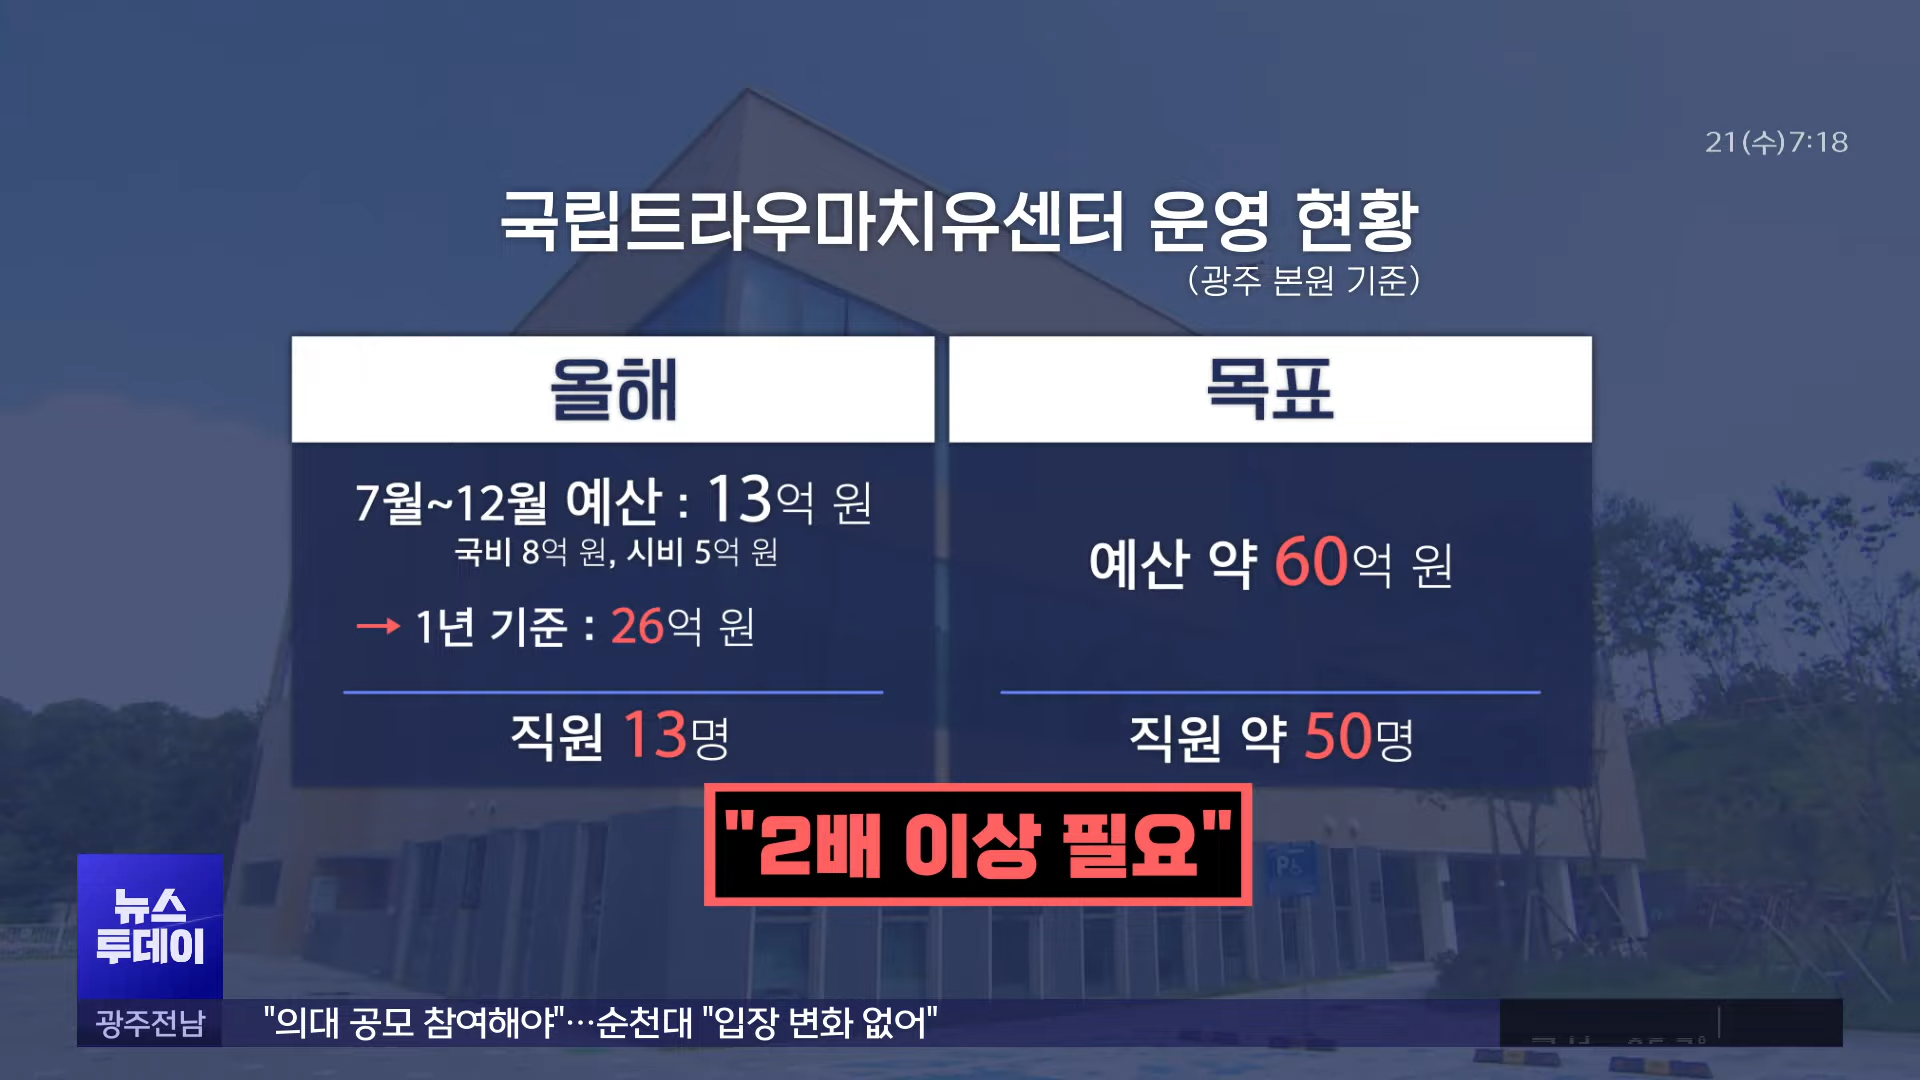 21(수)7:18
국립트라우마치유센터 운영 현황
(광주 본원 기준)
올해
목표
7월~12월 예산 : 13억 원
국비 8억 원, 시비 5억 원
→ 1년 기준 : 26억 원
예산 약 60억 원
직원 13명
직원 약 50명
"2배 이상 필요"
뉴스
투데이
광주전남
"의대 공모 참여해야"…순천대 "입장 변화 없어"